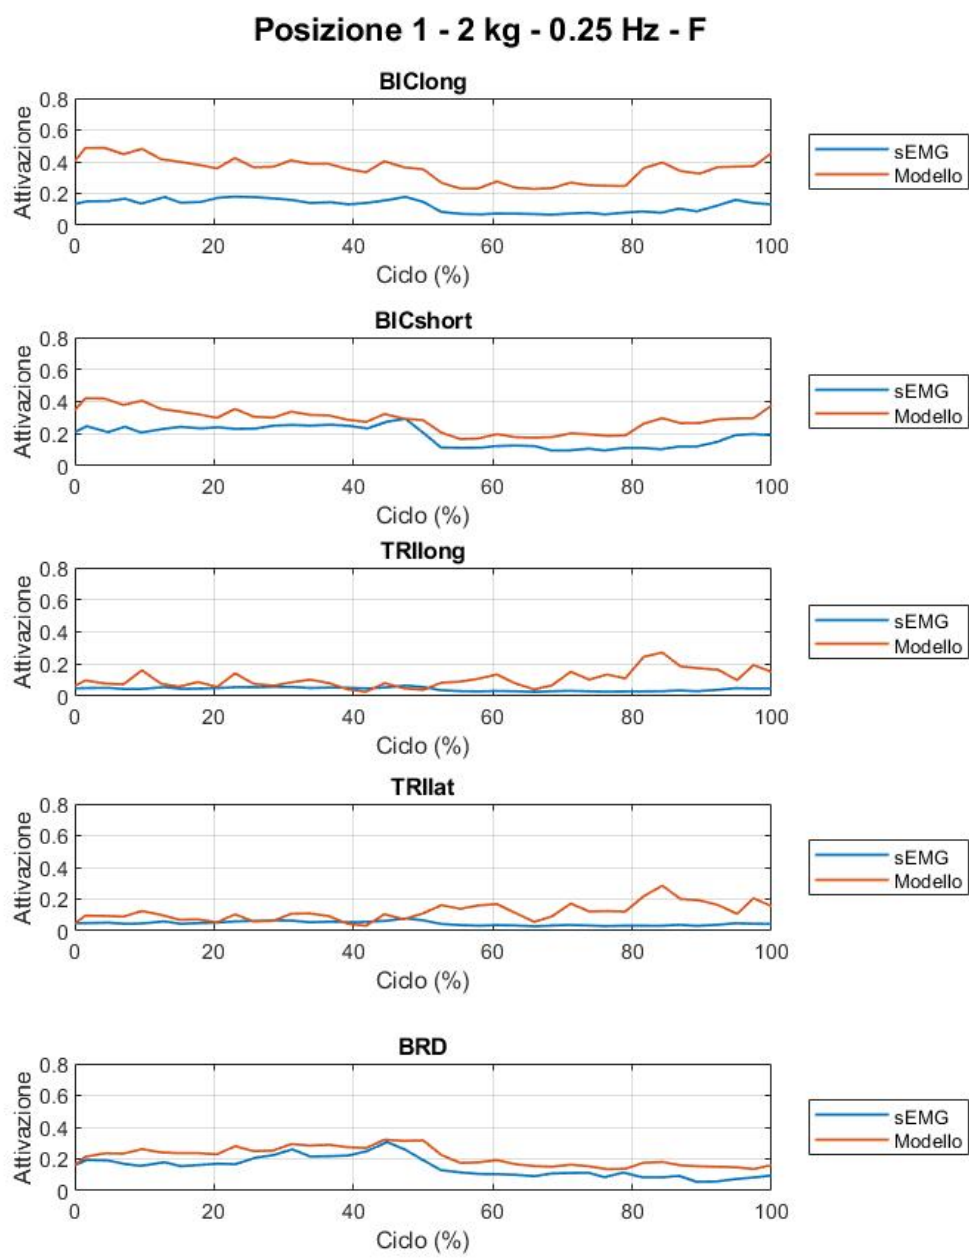 Posizione 1 - 2 kg - 0.25 Hz - F
BIClong
Attivazione
0.8
0.6
0.4
0.2
0
0 20 40 60 80 100
Ciclo (%)
sEMG
Modello
BICshort
Attivazione
0.8
0.6
0.4
0.2
0
0 20 40 60 80 100
Ciclo (%)
sEMG
Modello
TRIlong
Attivazione
0.8
0.6
0.4
0.2
0
0 20 40 60 80 100
Ciclo (%)
sEMG
Modello
TRIlat
Attivazione
0.8
0.6
0.4
0.2
0
0 20 40 60 80 100
Ciclo (%)
sEMG
Modello
BRD
Attivazione
0.8
0.6
0.4
0.2
0
0 20 40 60 80 100
Ciclo (%)
sEMG
Modello